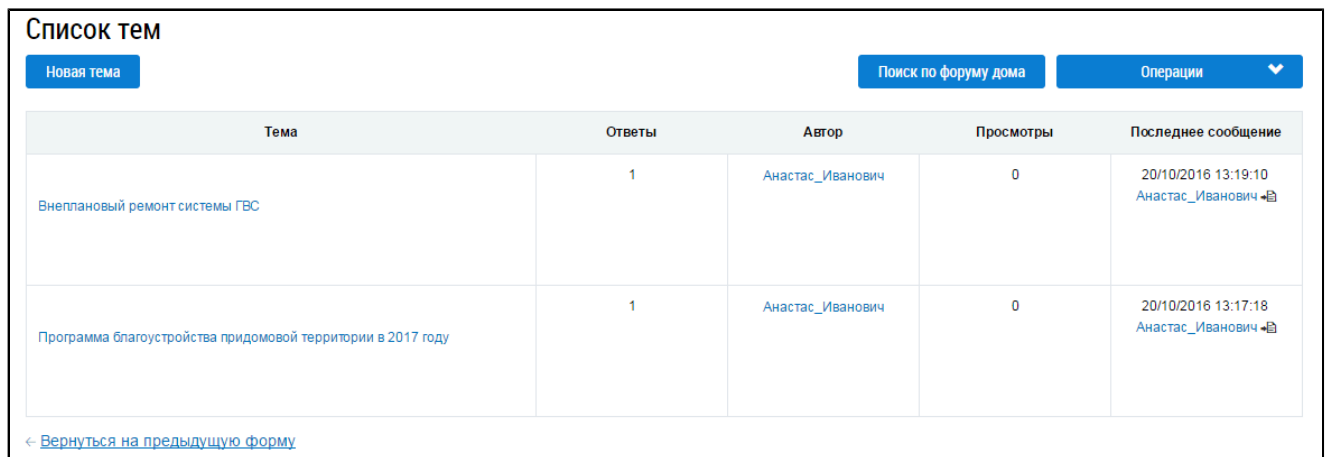 Список тем
Новая тема Поиск по форуму дома Операции
Тема Ответы Автор Просмотры Последнее сообщение
1 Анастас_Иванович 0 20/10/2016 13:19:10
Анастас_Иванович
Внеплановый ремонт системы ГВС
1 Анастас_Иванович 0 20/10/2016 13:17:18
Анастас_Иванович
Программа благоустройства придомовой территории в 2017 году
← Вернуться на предыдущую форму